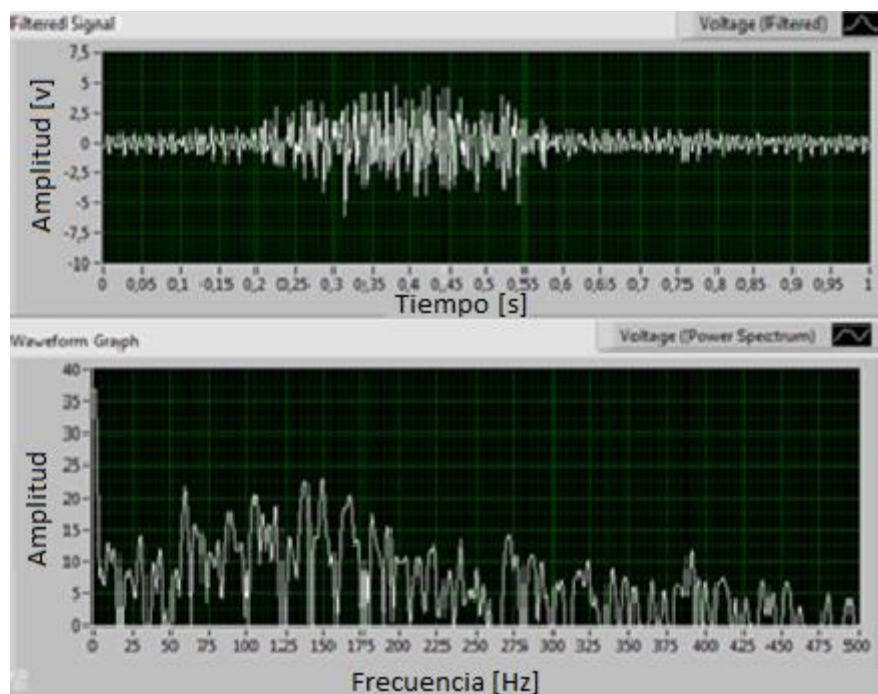 Filtered Signal
Voltage (Filtered)
7,5
5
2,5
0
-2,5
-5
-7,5
-10
Amplitud [v]
0 0,05 0,1 0,15 0,2 0,25 0,3 0,35 0,4 0,45 0,5 0,55 0,6 0,65 0,7 0,75 0,8 0,85 0,9 0,95 1
Tiempo [s]
Waveform Graph
Voltage (Power Spectrum)
40
35
30
25
20
15
10
5
0
Amplitud
0 25 50 75 100 125 150 175 200 225 250 275 300 325 350 375 400 425 450 475 500
Frecuencia [Hz]